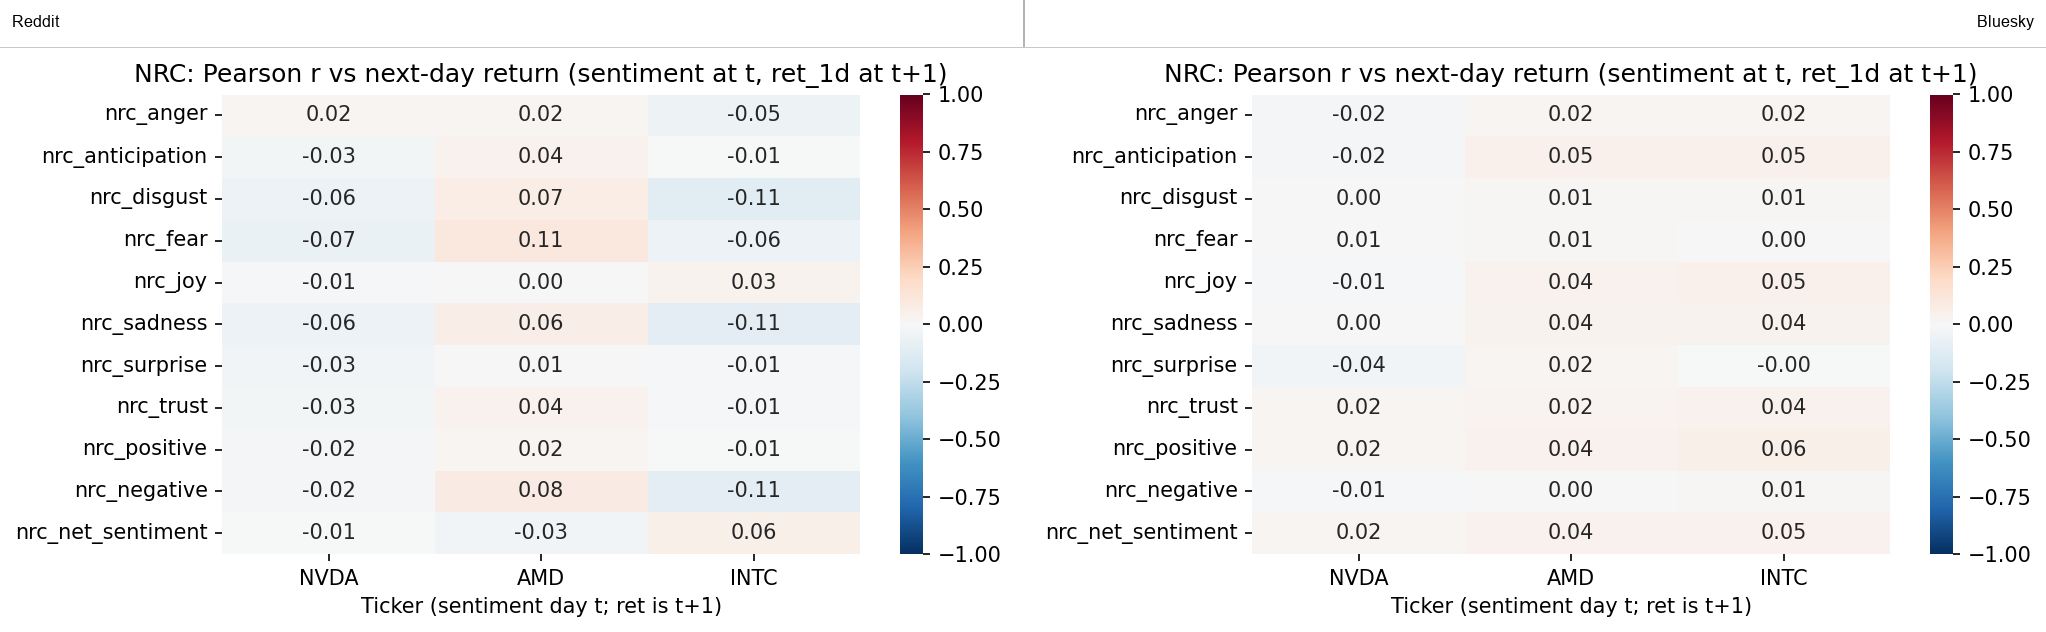 Reddit
Bluesky
NRC: Pearson r vs next-day return (sentiment at t, ret_1d at t+1)
nrc_anger 0.02 0.02 -0.05
nrc_anticipation -0.03 0.04 -0.01
nrc_disgust -0.06 0.07 -0.11
nrc_fear -0.07 0.11 -0.06
nrc_joy -0.01 0.00 0.03
nrc_sadness -0.06 0.06 -0.11
nrc_surprise -0.03 0.01 -0.01
nrc_trust -0.03 0.04 -0.01
nrc_positive -0.02 0.02 -0.01
nrc_negative -0.02 0.08 -0.11
nrc_net_sentiment -0.01 -0.03 0.06
NVDA AMD INTC
Ticker (sentiment day t; ret is t+1)
1.00
0.75
0.50
0.25
0.00
−0.25
−0.50
−0.75
−1.00
NRC: Pearson r vs next-day return (sentiment at t, ret_1d at t+1)
nrc_anger -0.02 0.02 0.02
nrc_anticipation -0.02 0.05 0.05
nrc_disgust 0.00 0.01 0.01
nrc_fear 0.01 0.01 0.00
nrc_joy -0.01 0.04 0.05
nrc_sadness 0.00 0.04 0.04
nrc_surprise -0.04 0.02 -0.00
nrc_trust 0.02 0.02 0.04
nrc_positive 0.02 0.04 0.06
nrc_negative -0.01 0.00 0.01
nrc_net_sentiment 0.02 0.04 0.05
NVDA AMD INTC
Ticker (sentiment day t; ret is t+1)
1.00
0.75
0.50
0.25
0.00
−0.25
−0.50
−0.75
−1.00